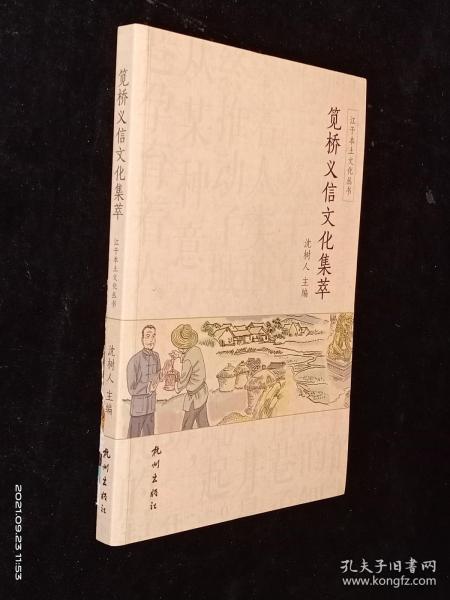 笕桥义信文化集萃
江干本土文化丛书
沈树人 主编
江干本土文化丛书
笕桥义信文化集萃
沈树人 主编
杭州出版社
2021.09.23 11:53
孔夫子旧书网
www.kongfz.com